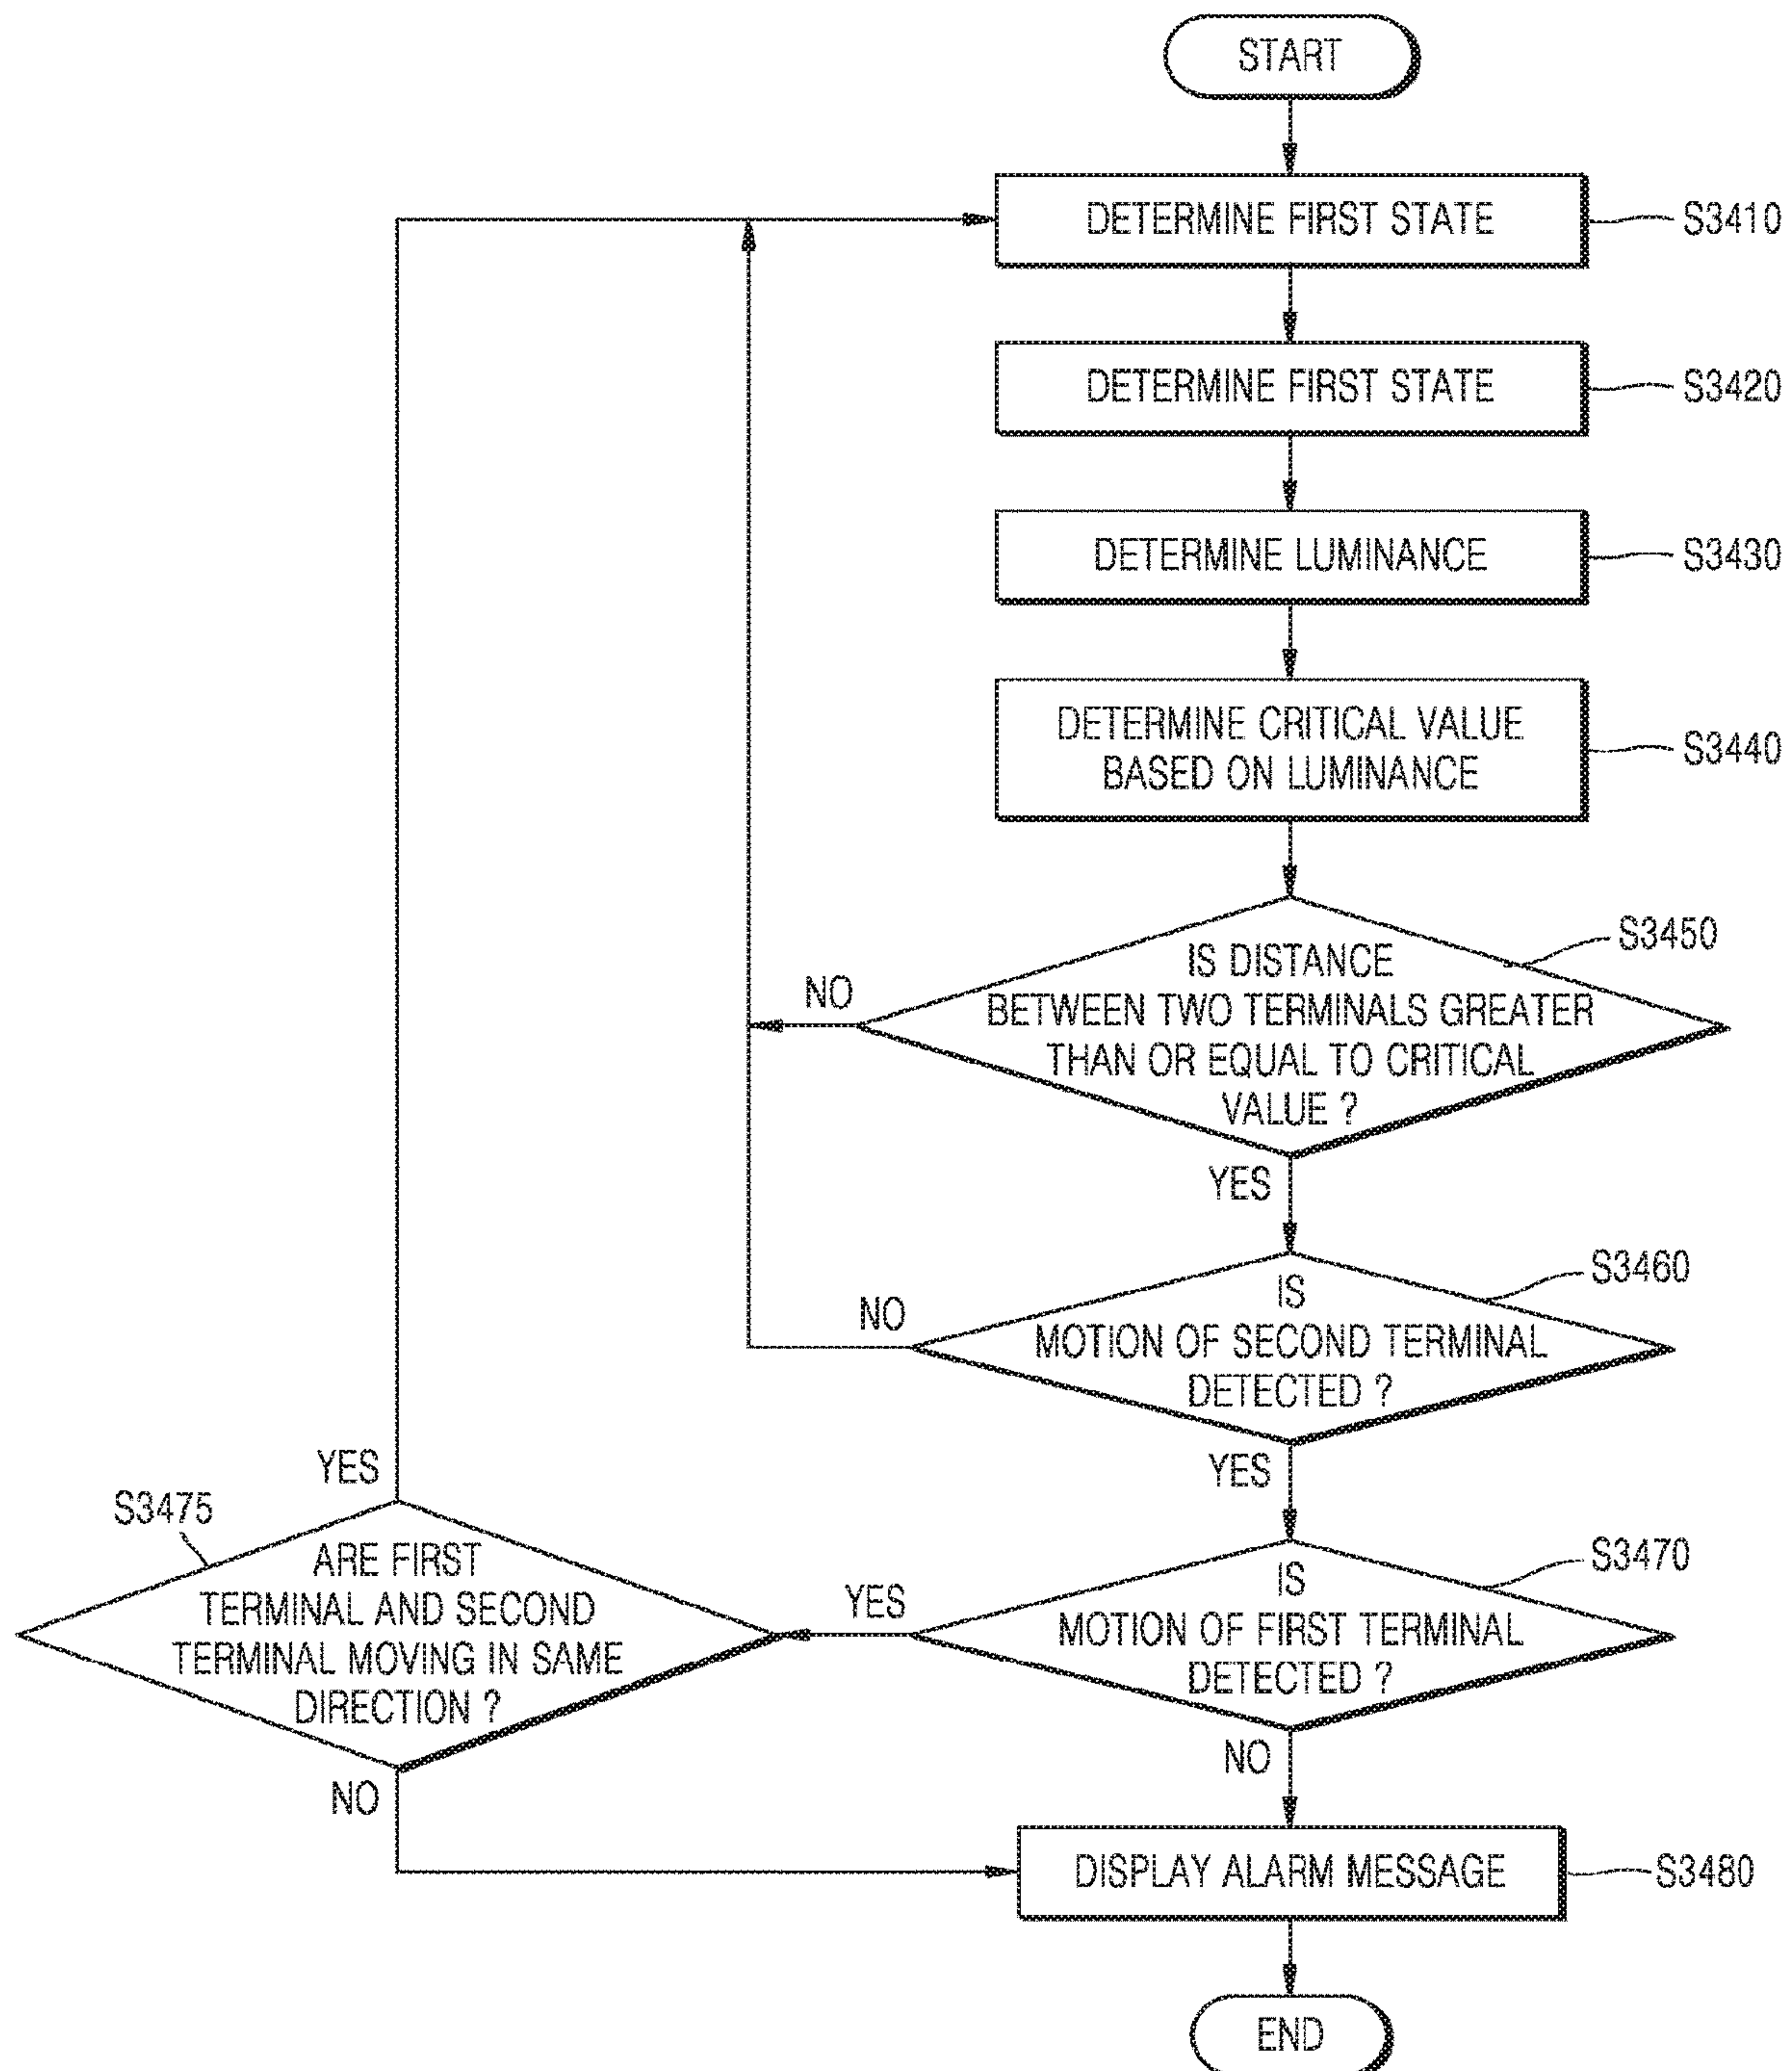 START
DETERMINE FIRST STATE
S3410
DETERMINE FIRST STATE
S3420
DETERMINE LUMINANCE
S3430
DETERMINE CRITICAL VALUE
BASED ON LUMINANCE
S3440
S3450
IS DISTANCE
BETWEEN TWO TERMINALS GREATER
THAN OR EQUAL TO CRITICAL
VALUE ?
NO
YES
S3460
IS
MOTION OF SECOND TERMINAL
DETECTED ?
NO
YES
S3470
IS
MOTION OF FIRST TERMINAL
DETECTED ?
YES
NO
S3475
ARE FIRST
TERMINAL AND SECOND
TERMINAL MOVING IN SAME
DIRECTION ?
YES
NO
DISPLAY ALARM MESSAGE
S3480
END